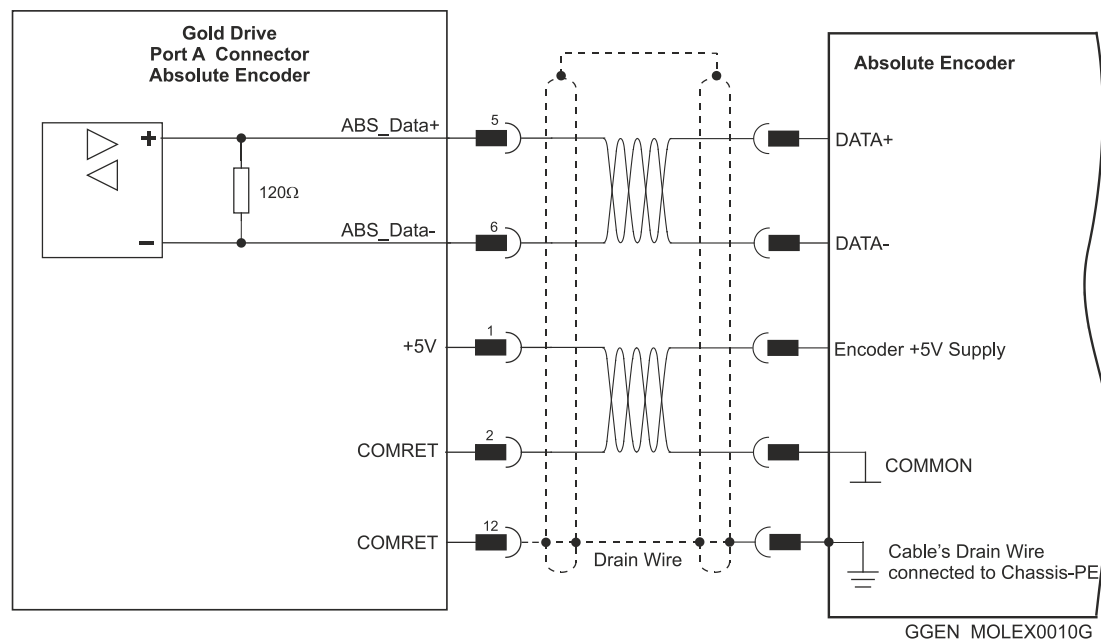 Gold Drive
Port A Connector
Absolute Encoder
Absolute Encoder
+
120Ω
-
ABS_Data+
5
DATA+
ABS_Data-
6
DATA-
+5V
1
Encoder +5V Supply
COMRET
2
COMMON
COMRET
12
Drain Wire
Cable's Drain Wire
connected to Chassis-PE
GGEN MOLEX0010G